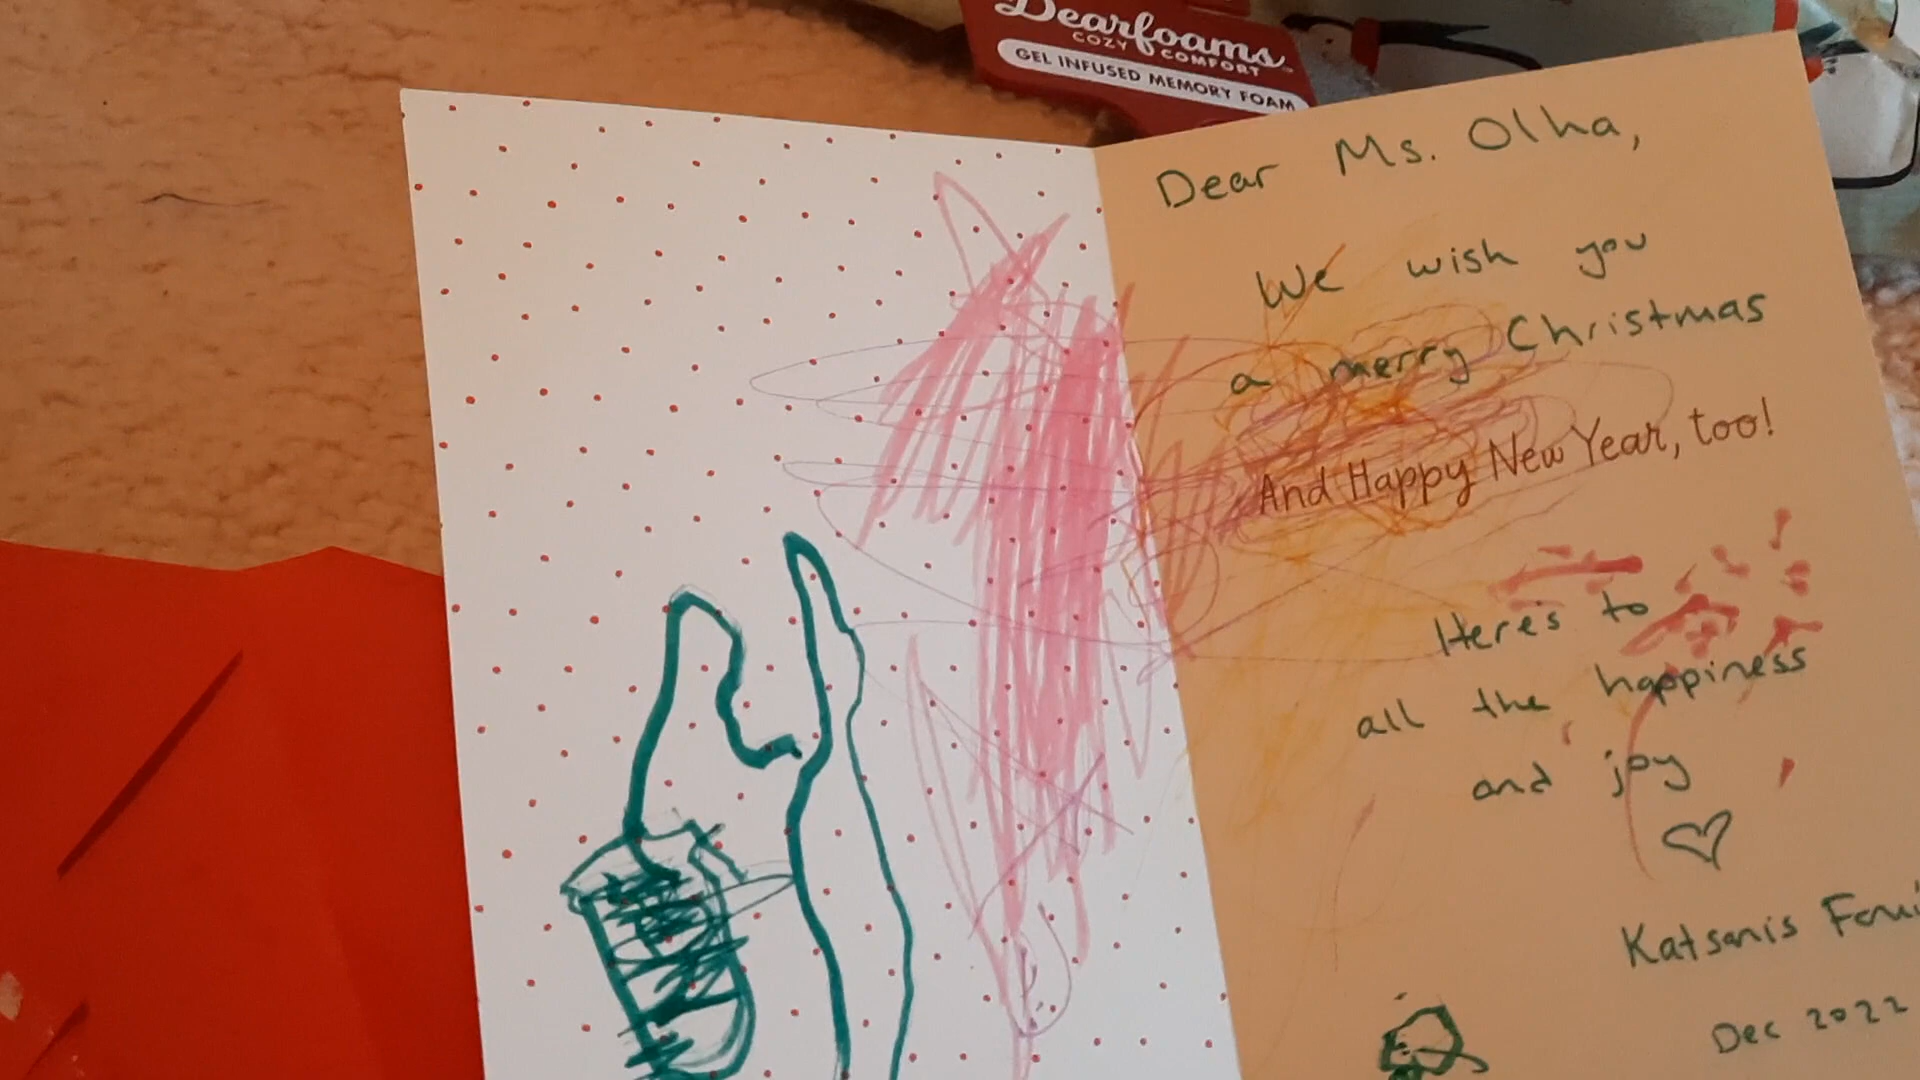 Dearfoams
COZY COMFORT
GEL INFUSED MEMORY FOAM
Dear Ms. Olha,
We wish you
a merry Christmas
And Happy New Year, too!
Here's to
all the happiness
and joy
Katsanis
Dec 2022